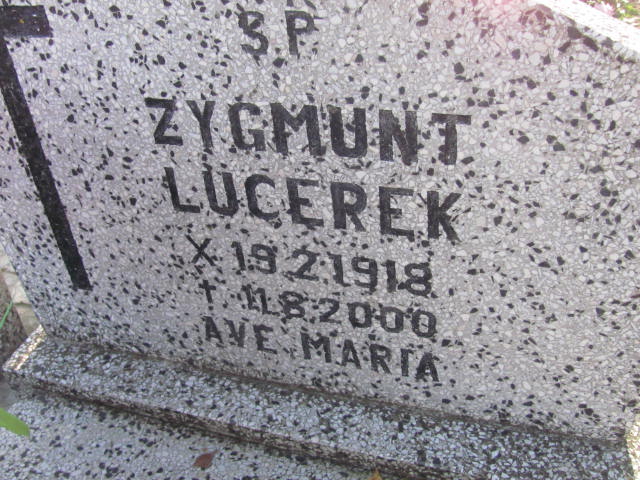 S.P.
ZYGMUNT
LUCEREK
X 19.2.1918
† 11.8.2000
AVE MARIA